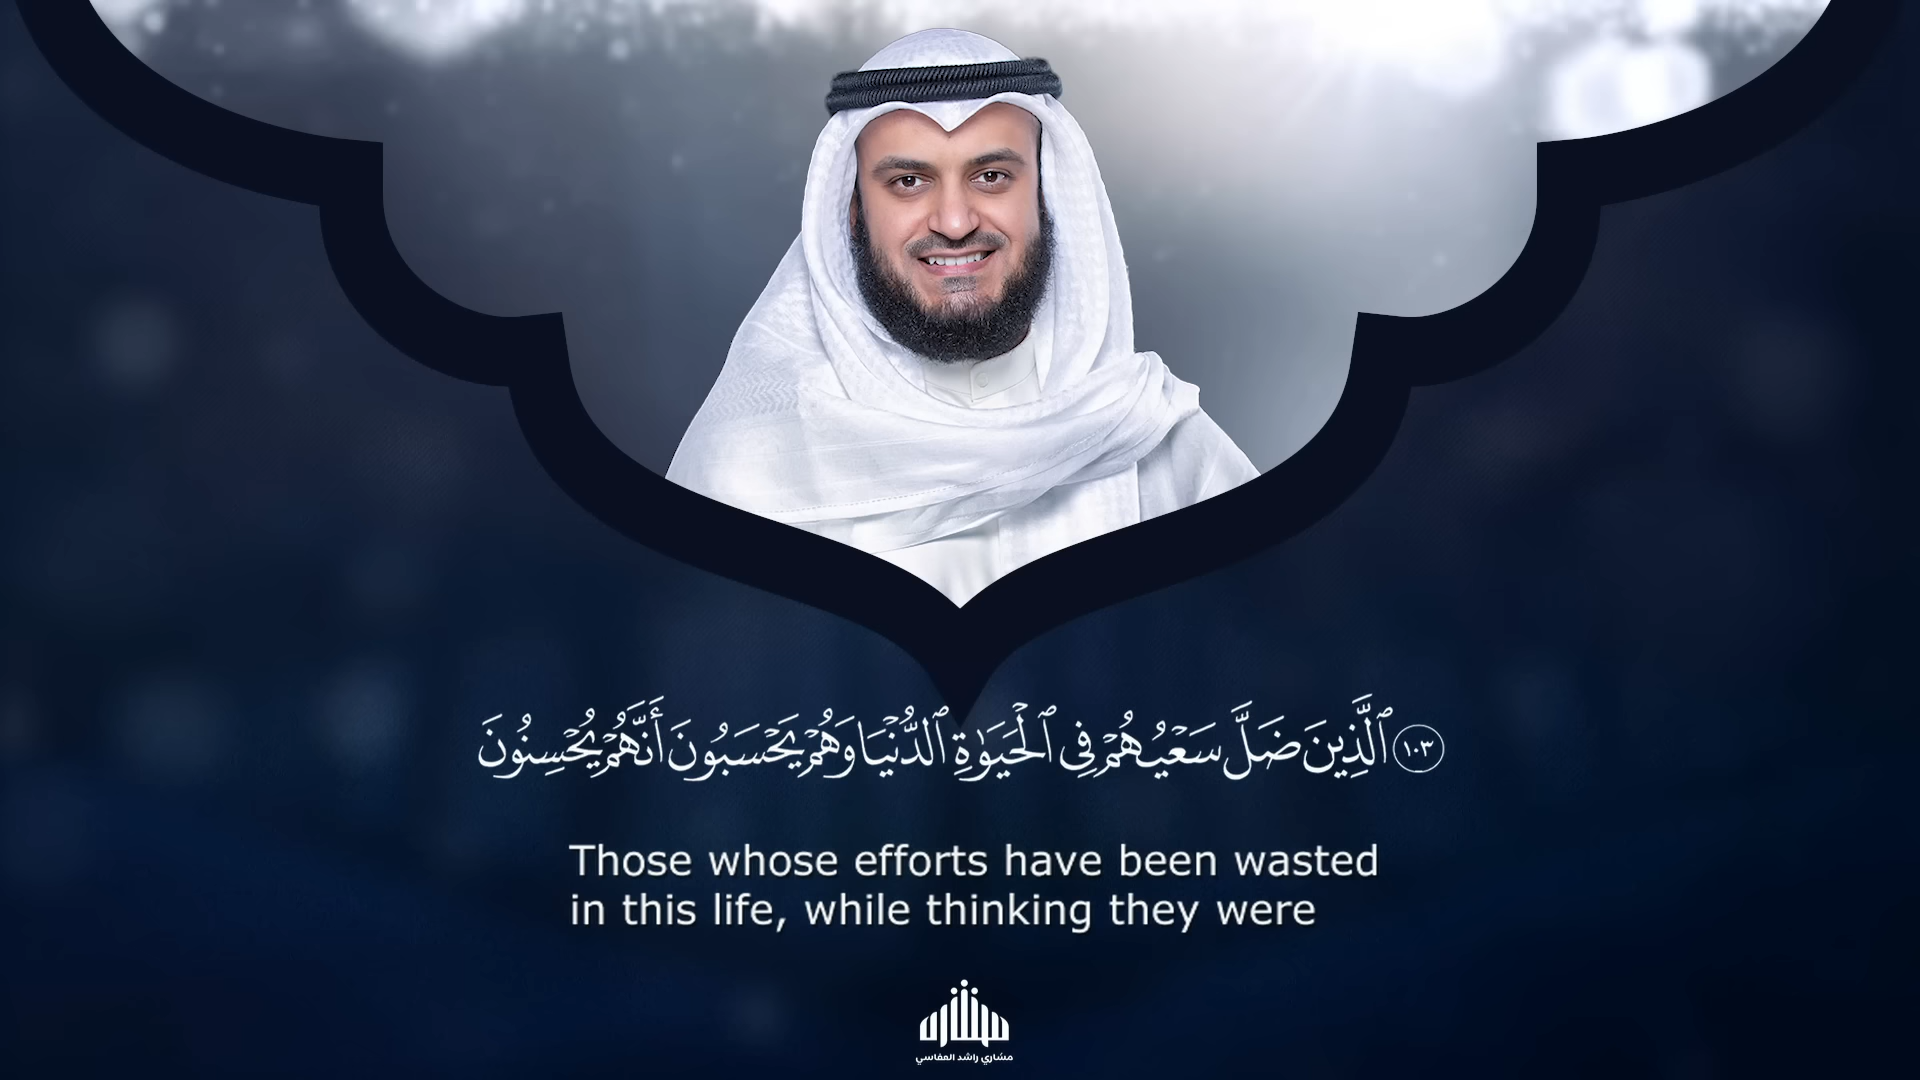 ١٠٣ ٱلَّذِينَ ضَلَّ سَعْيُهُمْ فِى ٱلْحَيَوٰةِ ٱلدُّنْيَا وَهُمْ يَحْسَبُونَ أَنَّهُمْ يُحْسِنُونَ
Those whose efforts have been wasted
in this life, while thinking they were
مشاري راشد العفاسي